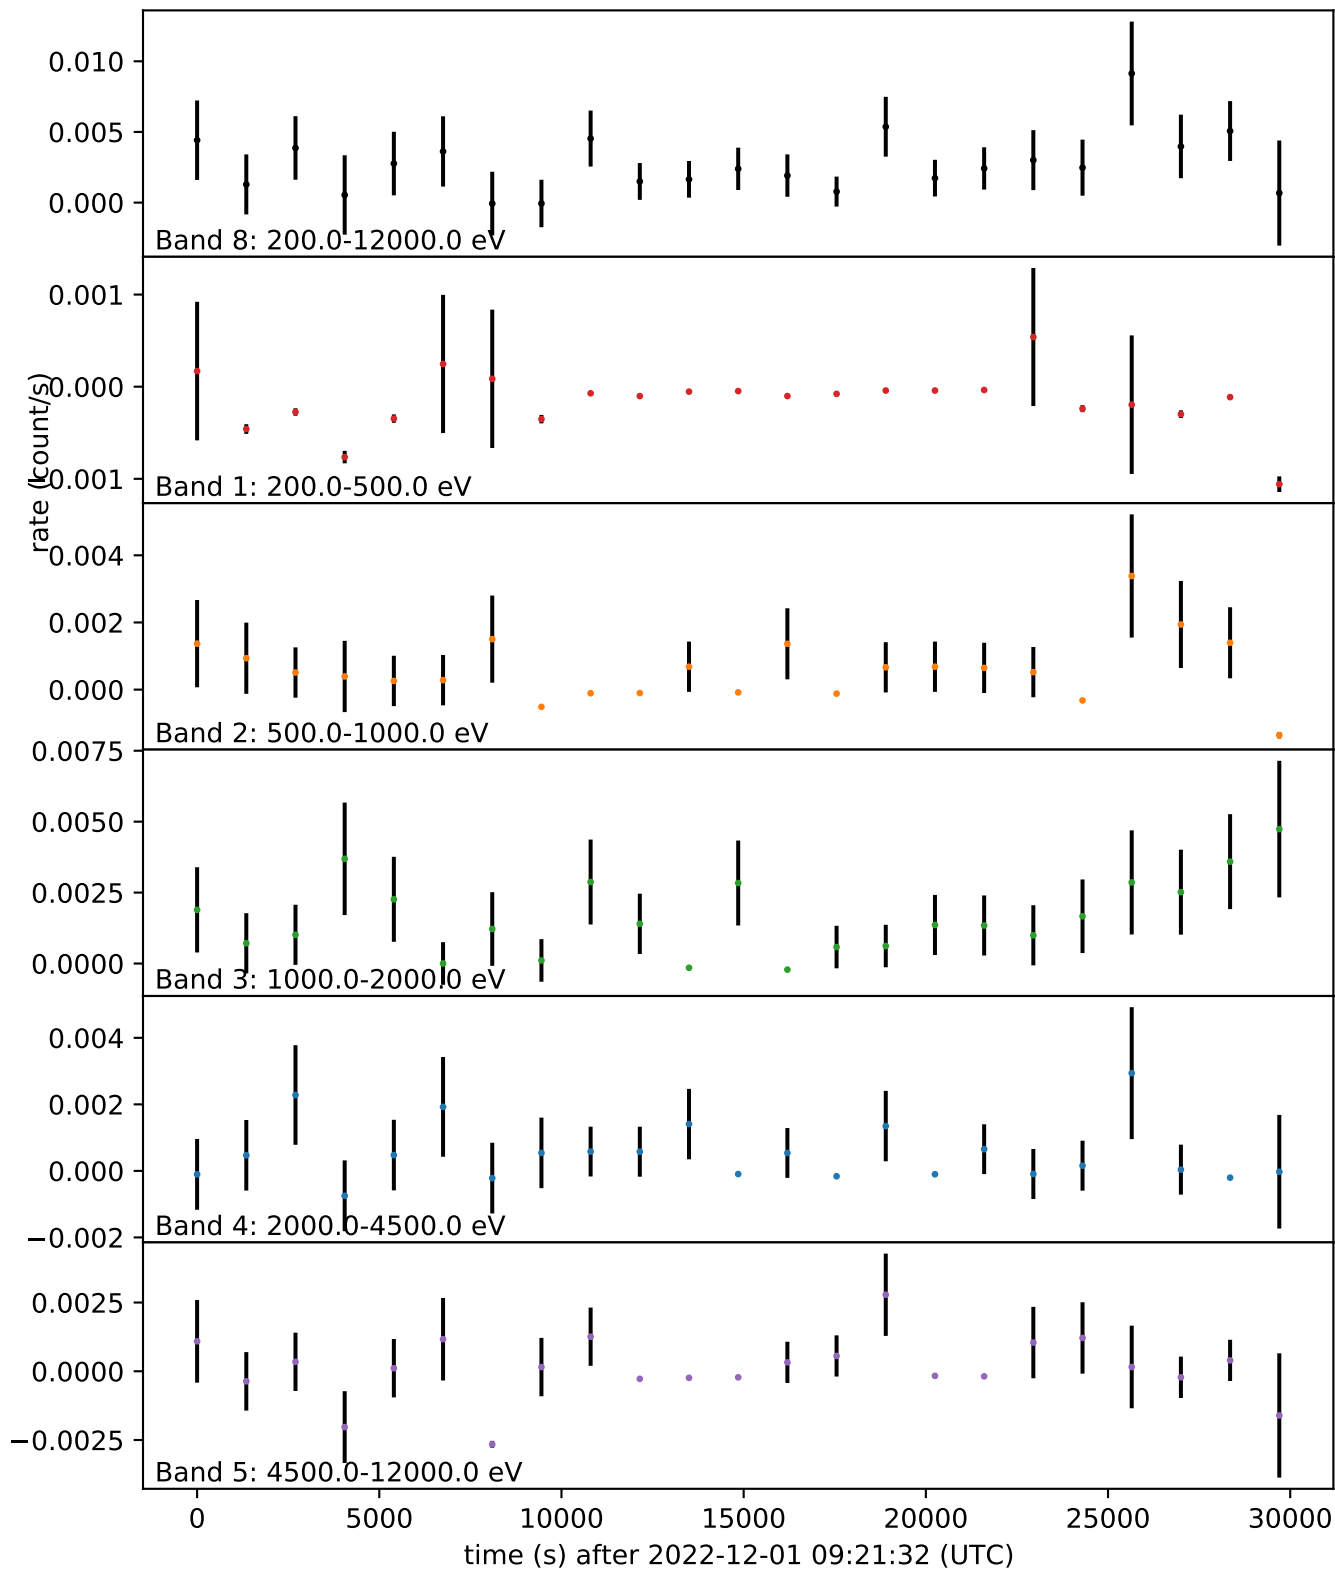 0.010
0.005
0.000
Band 8: 200.0-12000.0 eV
0.001
0.000
0.001
Band 1: 200.0-500.0 eV
rate (count/s)
0.004
0.002
0.000
Band 2: 500.0-1000.0 eV
0.0075
0.0050
0.0025
0.0000
Band 3: 1000.0-2000.0 eV
0.004
0.002
0.000
−0.002
Band 4: 2000.0-4500.0 eV
0.0025
0.0000
−0.0025
Band 5: 4500.0-12000.0 eV
0 5000 10000 15000 20000 25000 30000
time (s) after 2022-12-01 09:21:32 (UTC)